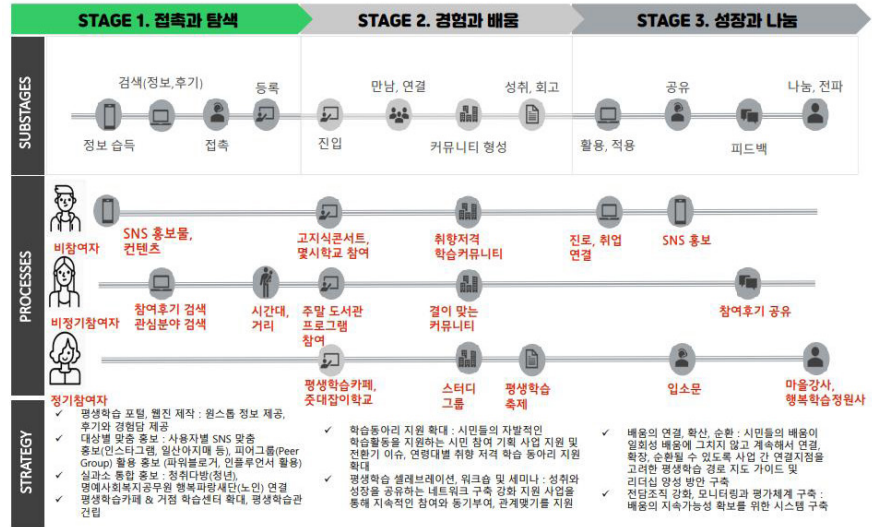 STAGE 1. 접촉과 탐색
STAGE 2. 경험과 배움
STAGE 3. 성장과 나눔
SUBSTAGES
검색(정보,후기)
등록
만남, 연결
성취, 회고
공유
나눔, 전파
정보 습득
접촉
진입
커뮤니티 형성
활용, 적용
피드백
PROCESSES
비참여자
SNS 홍보물,
컨텐츠
고지식콘서트,
몇시학교 참여
취향저격
학습커뮤니티
진로, 취업
연결
SNS 홍보
비정기참여자
참여후기 검색
관심분야 검색
시간대,
거리
주말 도서관
프로그램
참여
결이 맞는
커뮤니티
참여후기 공유
정기참여자
평생학습카페,
줏대잡이학교
스터디
그룹
평생학습
축제
입소문
마을강사,
행복학습정원사
STRATEGY
✓ 평생학습 포털, 웹진 제작 : 원스톱 정보 제공,
후기와 경험담 제공
✓ 대상별 맞춤 홍보 : 사용자별 SNS 맞춤
홍보(인스타그램, 일산아지매 등), 피어그룹(Peer
Group) 활용 홍보 (파워블로거, 인플루언서 활용)
✓ 실과소 통합 홍보 : 청취다방(청년),
명예사회복지공무원 행복파랑새단(노인) 연결
✓ 평생학습카페 & 거점 학습센터 확대, 평생학습관
건립
✓ 학습동아리 지원 확대 : 시민들의 자발적인
학습활동을 지원하는 시민 참여 기획 사업 지원 및
전환기 이슈, 연령대별 취향 저격 학습 동아리 지원
확대
✓ 평생학습 셀레브레이션, 워크숍 및 세미나 : 성취와
성장을 공유하는 네트워크 구축 강화 지원 사업을
통해 지속적인 참여와 동기부여, 관계맺기를 지원
✓ 배움의 연결, 확산, 순환 : 시민들의 배움이
일회성 배움에 그치지 않고 계속해서 연결,
확장, 순환될 수 있도록 사업 간 연결지점을
고려한 평생학습 경로 지도 가이드 및
리더십 양성 방안 구축
✓ 전담조직 강화, 모니터링과 평가체계 구축 :
배움의 지속가능성 확보를 위한 시스템 구축